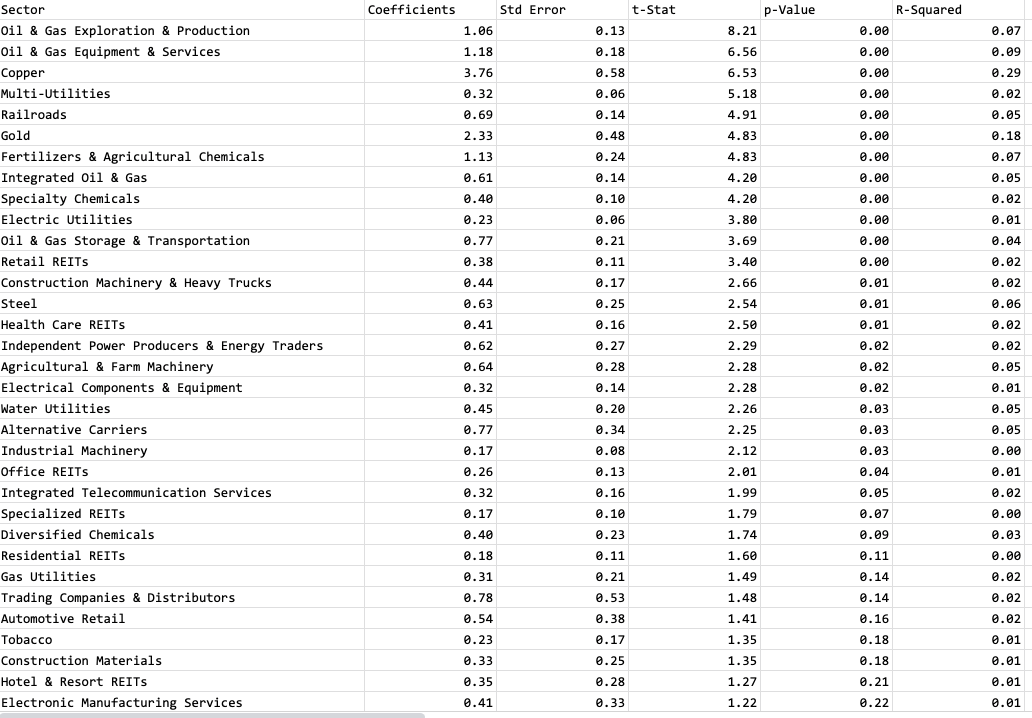 Sector Coefficients Std Error t-Stat p-Value R-Squared
Oil & Gas Exploration & Production 1.06 0.13 8.21 0.00 0.07
Oil & Gas Equipment & Services 1.18 0.18 6.56 0.00 0.09
Copper 3.76 0.58 6.53 0.00 0.29
Multi-Utilities 0.32 0.06 5.18 0.00 0.02
Railroads 0.69 0.14 4.91 0.00 0.05
Gold 2.33 0.48 4.83 0.00 0.18
Fertilizers & Agricultural Chemicals 1.13 0.24 4.83 0.00 0.07
Integrated Oil & Gas 0.61 0.14 4.20 0.00 0.05
Specialty Chemicals 0.40 0.10 4.20 0.00 0.02
Electric Utilities 0.23 0.06 3.80 0.00 0.01
Oil & Gas Storage & Transportation 0.77 0.21 3.69 0.00 0.04
Retail REITs 0.38 0.11 3.40 0.00 0.02
Construction Machinery & Heavy Trucks 0.44 0.17 2.66 0.01 0.02
Steel 0.63 0.25 2.54 0.01 0.06
Health Care REITs 0.41 0.16 2.50 0.01 0.02
Independent Power Producers & Energy Traders 0.62 0.27 2.29 0.02 0.02
Agricultural & Farm Machinery 0.64 0.28 2.28 0.02 0.05
Electrical Components & Equipment 0.32 0.14 2.28 0.02 0.01
Water Utilities 0.45 0.20 2.26 0.03 0.05
Alternative Carriers 0.77 0.34 2.25 0.03 0.05
Industrial Machinery 0.17 0.08 2.12 0.03 0.00
Office REITs 0.26 0.13 2.01 0.04 0.01
Integrated Telecommunication Services 0.32 0.16 1.99 0.05 0.02
Specialized REITs 0.17 0.10 1.79 0.07 0.00
Diversified Chemicals 0.40 0.23 1.74 0.09 0.03
Residential REITs 0.18 0.11 1.60 0.11 0.00
Gas Utilities 0.31 0.21 1.49 0.14 0.02
Trading Companies & Distributors 0.78 0.53 1.48 0.14 0.02
Automotive Retail 0.54 0.38 1.41 0.16 0.02
Tobacco 0.23 0.17 1.35 0.18 0.01
Construction Materials 0.33 0.25 1.35 0.18 0.01
Hotel & Resort REITs 0.35 0.28 1.27 0.21 0.01
Electronic Manufacturing Services 0.41 0.33 1.22 0.22 0.01